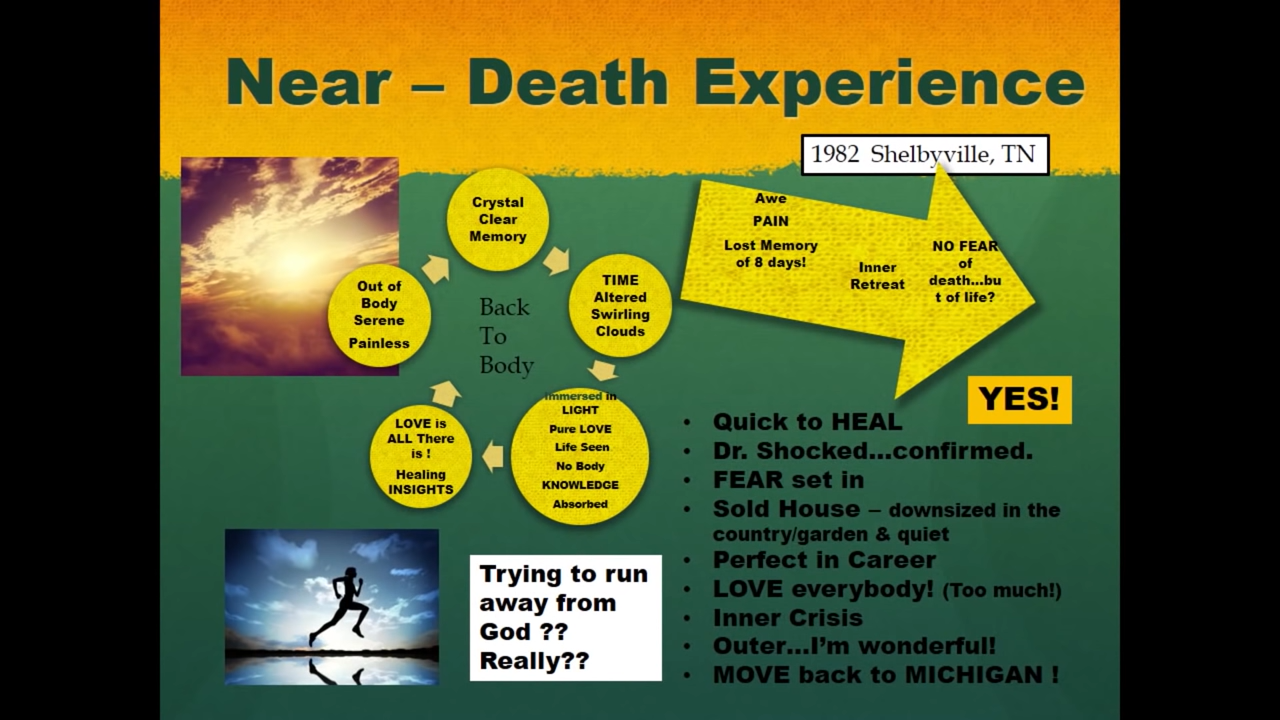 Near – Death Experience
1982 Shelbyville, TN
Crystal
Clear
Memory
TIME
Altered
Swirling
Clouds
Immersed in
LIGHT
Pure LOVE
Life Seen
No Body
KNOWLEDGE
Absorbed
LOVE is
ALL There
is !
Healing
INSIGHTS
Out of
Body
Serene
Painless
Back
To
Body
Awe
PAIN
Lost Memory
of 8 days!
Inner
Retreat
NO FEAR
of
death...bu
t of life?
YES!
• Quick to HEAL
• Dr. Shocked...confirmed.
• FEAR set in
• Sold House – downsized in the
country/garden & quiet
• Perfect in Career
• LOVE everybody! (Too much!)
• Inner Crisis
• Outer...I'm wonderful!
• MOVE back to MICHIGAN !
Trying to run
away from
God ??
Really??